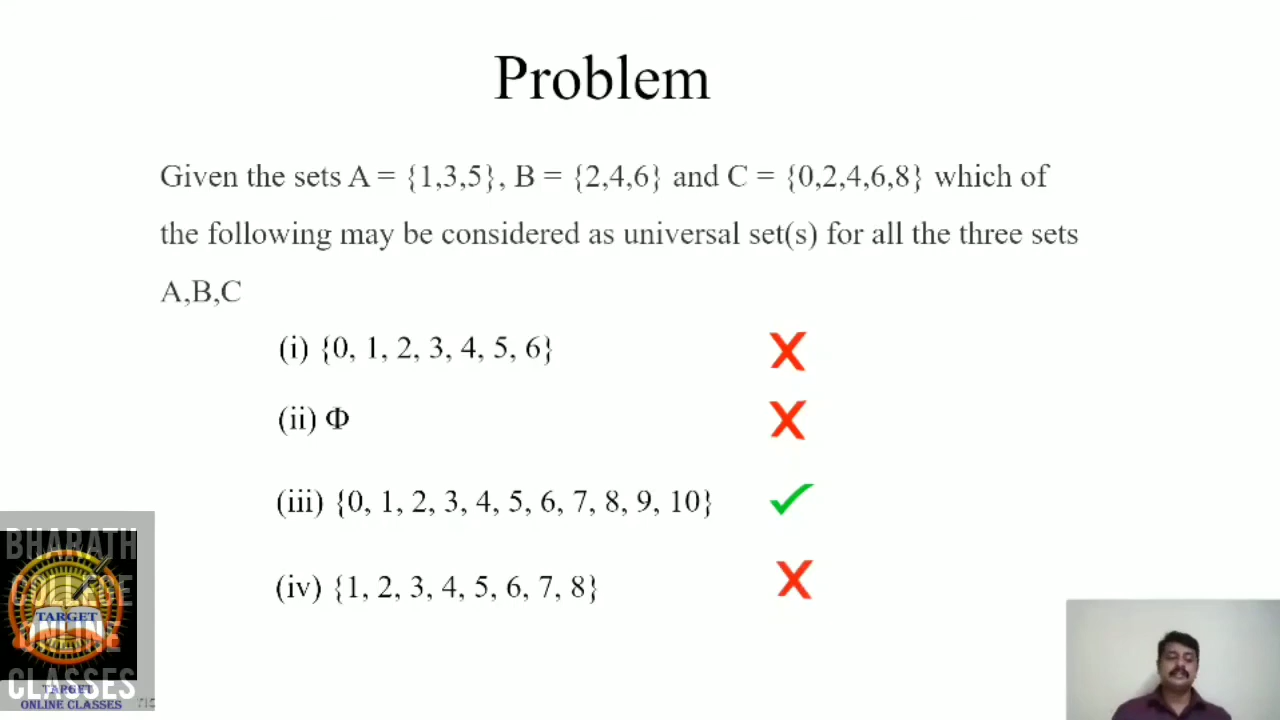 Problem
Given the sets A = {1,3,5}, B = {2,4,6} and C = {0,2,4,6,8} which of
the following may be considered as universal set(s) for all the three sets
A,B,C
(i) {0, 1, 2, 3, 4, 5, 6}
(ii) Φ
(iii) {0, 1, 2, 3, 4, 5, 6, 7, 8, 9, 10}
(iv) {1, 2, 3, 4, 5, 6, 7, 8}
BHARATH
COLLEGE
TARGET
ONLINE
CLASSES
TARGET
ONLINE CLASSES